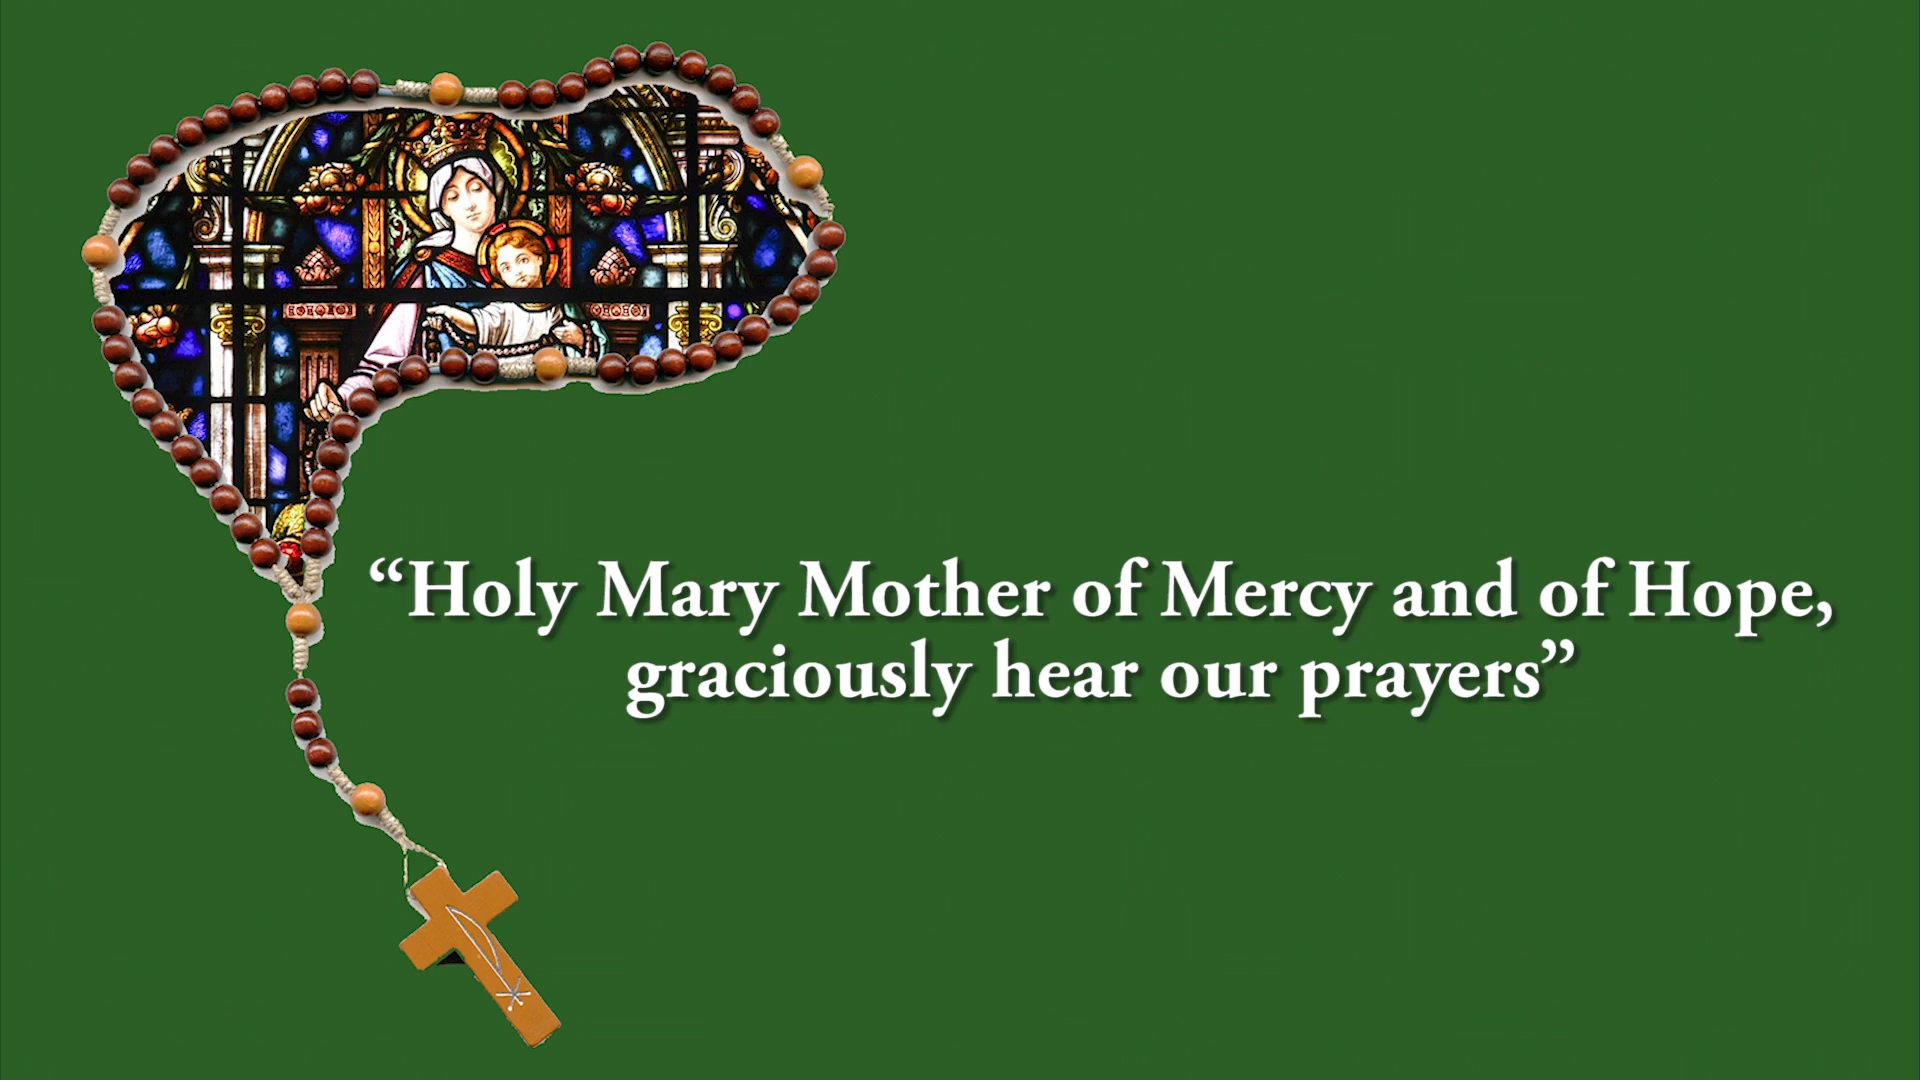 “Holy Mary Mother of Mercy and of Hope,
graciously hear our prayers”